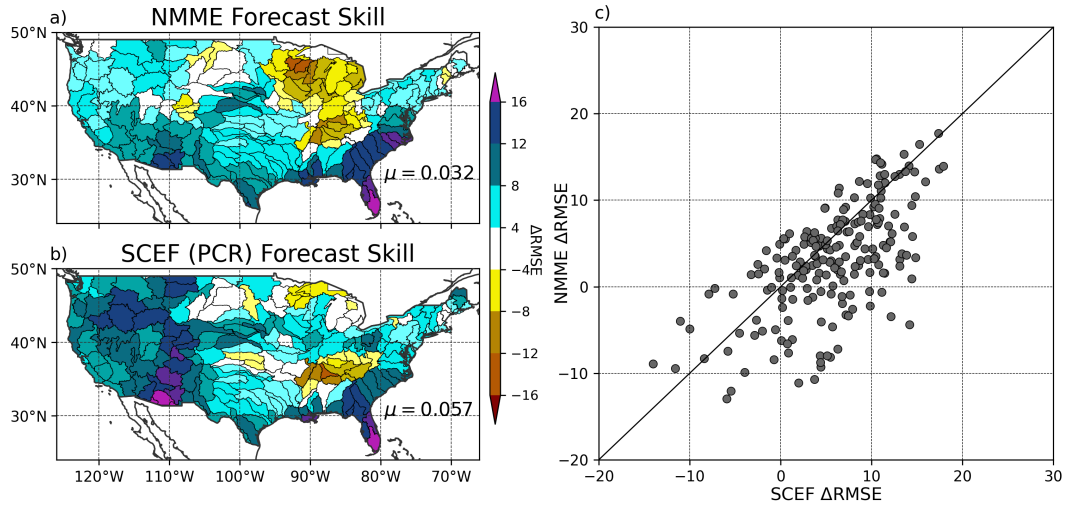 a)
NMME Forecast Skill
50°N
40°N
30°N
μ = 0.032
b)
SCEF (PCR) Forecast Skill
50°N
40°N
30°N
μ = 0.057
120°W
110°W
100°W
90°W
80°W
70°W
16
12
8
4
−4
−8
−12
−16
ΔRMSE
c)
30
20
10
0
−10
−20
NMME ΔRMSE
−20
−10
0
10
20
30
SCEF ΔRMSE